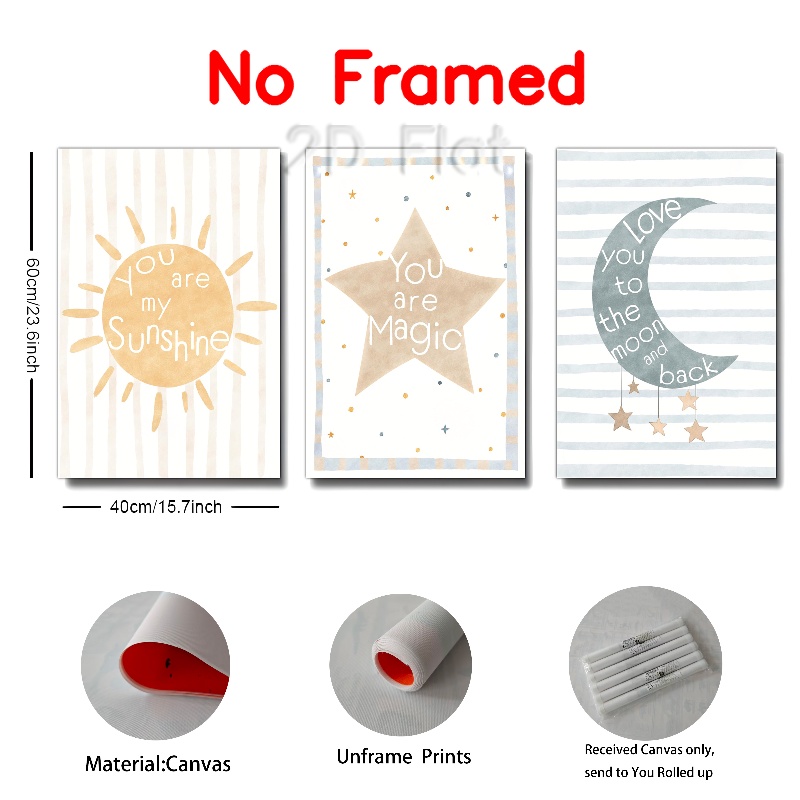 No Framed
2D Flat
60cm/23.6inch
you are
my
Sunshine
You
are
Magic
Love
you
to
the
moon
and
back
40cm/15.7inch
Material:Canvas
Unframe Prints
Received Canvas only,
send to You Rolled up